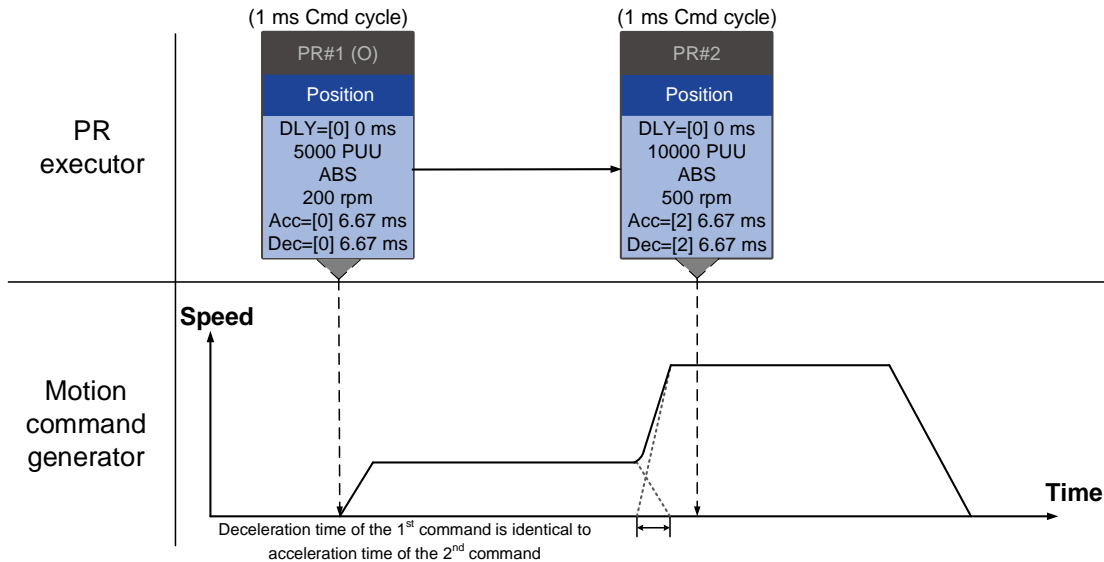 (1 ms Cmd cycle)
(1 ms Cmd cycle)
PR#1 (O)
PR#2
Position
Position
PR
executor
DLY=[0] 0 ms
5000 PUU
ABS
200 rpm
Acc=[0] 6.67 ms
Dec=[0] 6.67 ms
DLY=[0] 0 ms
10000 PUU
ABS
500 rpm
Acc=[2] 6.67 ms
Dec=[2] 6.67 ms
Speed
Motion
command
generator
Time
Deceleration time of the 1st command is identical to
acceleration time of the 2nd command